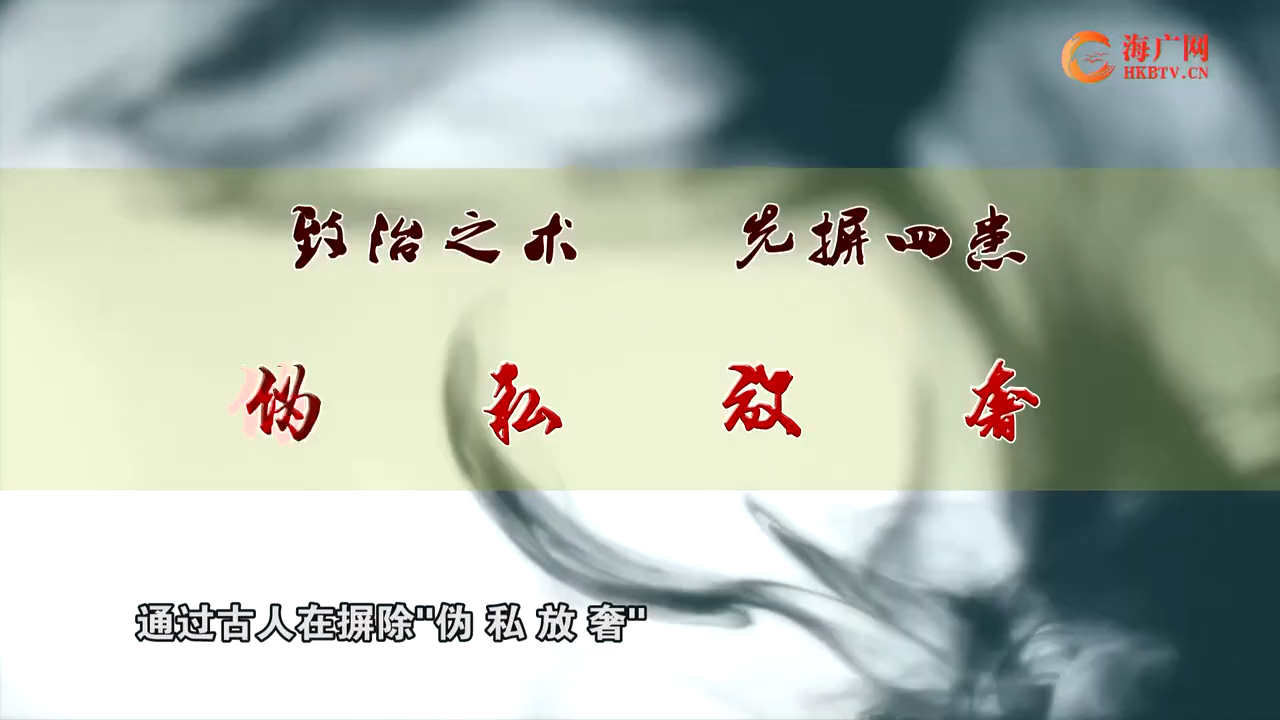 海广网
HKBTV.CN
致治之术 先摒四患
伪 私 放 奢
通过古人在摒除"伪 私 放 奢"